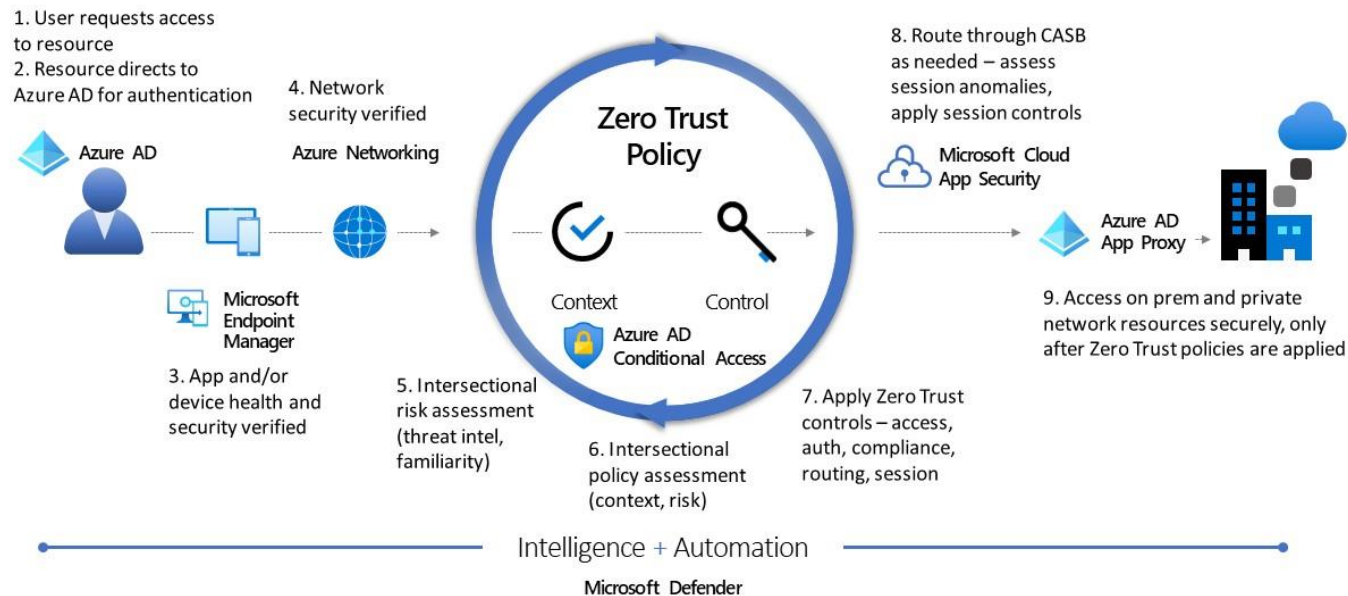 1. User requests access
to resource
2. Resource directs to
Azure AD for authentication
Azure AD
4. Network
security verified
Azure Networking
Microsoft
Endpoint
Manager
3. App and/or
device health and
security verified
5. Intersectional
risk assessment
(threat intel,
familiarity)
Zero Trust
Policy
Context
Control
Azure AD
Conditional Access
6. Intersectional
policy assessment
(context, risk)
7. Apply Zero Trust
controls – access,
auth, compliance,
routing, session
8. Route through CASB
as needed – assess
session anomalies,
apply session controls
Microsoft Cloud
App Security
Azure AD
App Proxy
9. Access on prem and private
network resources securely, only
after Zero Trust policies are applied
Intelligence + Automation
Microsoft Defender